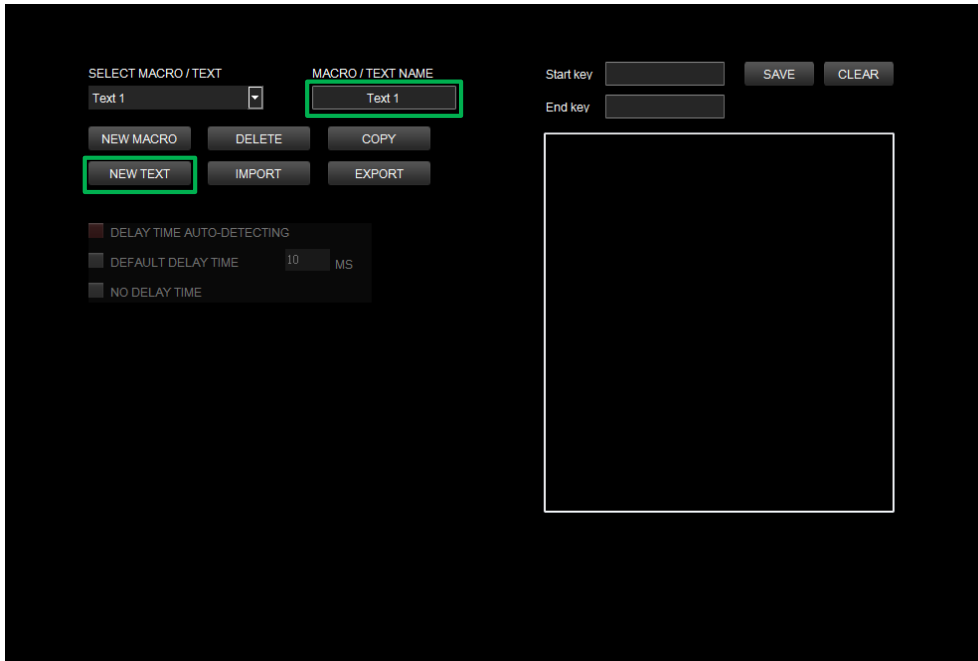 SELECT MACRO / TEXT
MACRO / TEXT NAME
Text 1
Text 1
NEW MACRO
DELETE
COPY
NEW TEXT
IMPORT
EXPORT
DELAY TIME AUTO-DETECTING
DEFAULT DELAY TIME 10 MS
NO DELAY TIME
Start key
SAVE
CLEAR
End key